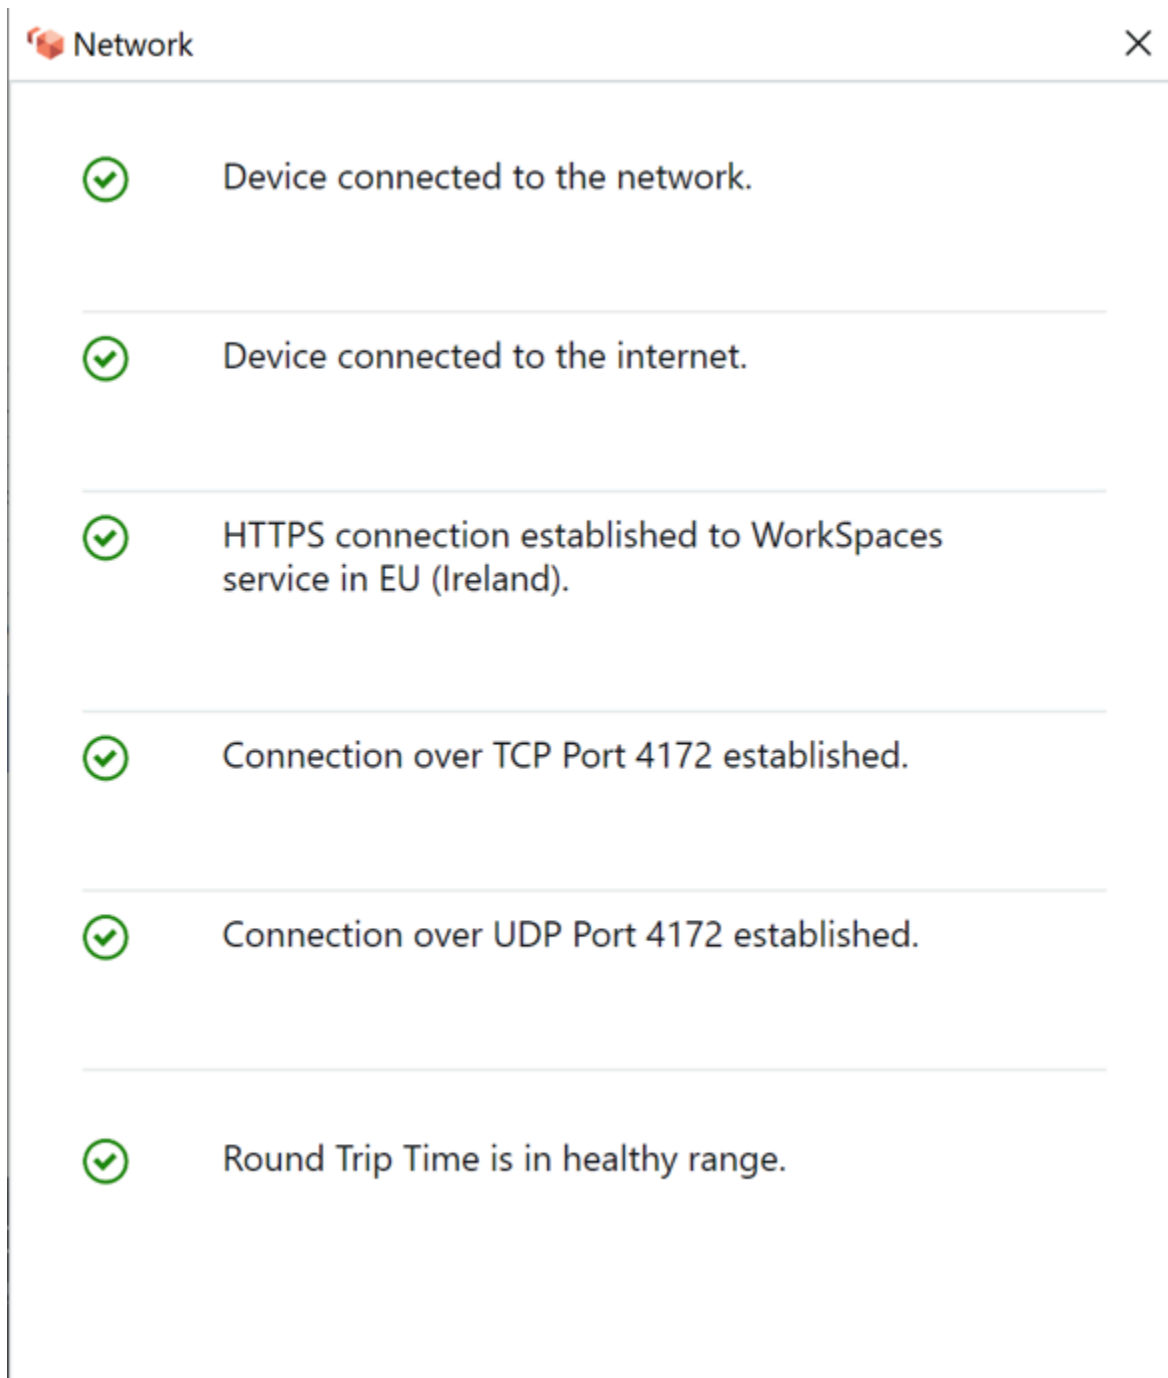 Network
Device connected to the network.
Device connected to the internet.
HTTPS connection established to WorkSpaces
service in EU (Ireland).
Connection over TCP Port 4172 established.
Connection over UDP Port 4172 established.
Round Trip Time is in healthy range.